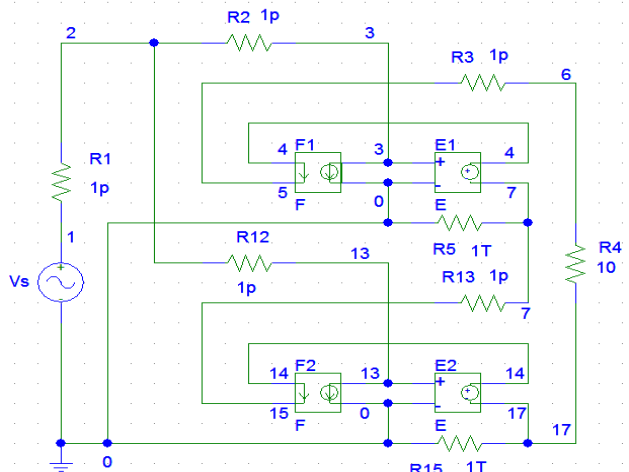 R2 1p
2
3
R3 1p
6
4 F1 3 E1 4
R1
1p
5 F 0 E 7
1
R12
13
R5 1T
R4
10
Vs
1p
R13 1p
7
14 F2 13 E2 14
15 F 0 E 17
17
0
R15 1T